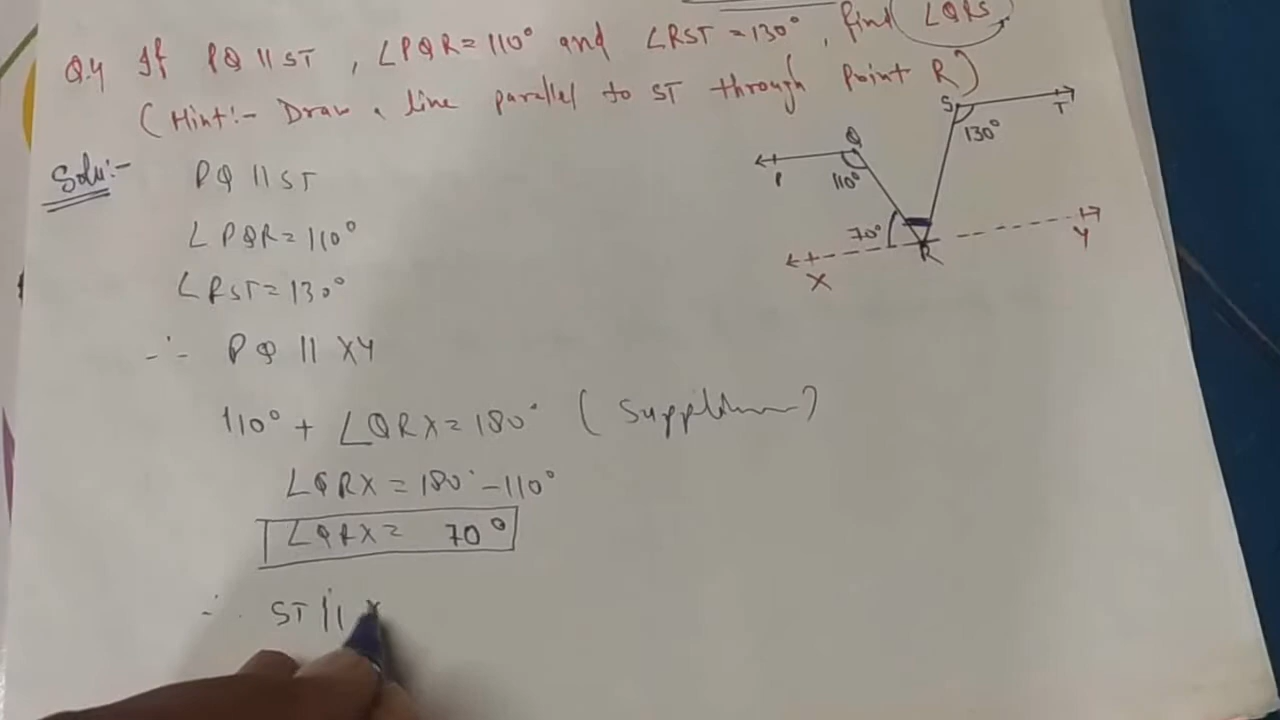 Q.4 If PQ || ST , ∠PQR = 110° and ∠RST = 130° , find ∠QRS
(Hint:- Draw a line parallel to ST through Point R)
Solu:-
PQ || ST
∠PQR = 110°
∠RST = 130°
∴ PQ || XY
110° + ∠QRX = 180° (
∠QRX = 180° - 110°
∠QRX = 70°
∴ ST || X
S
T
130°
Q
P
110°
70°
R
X
Y